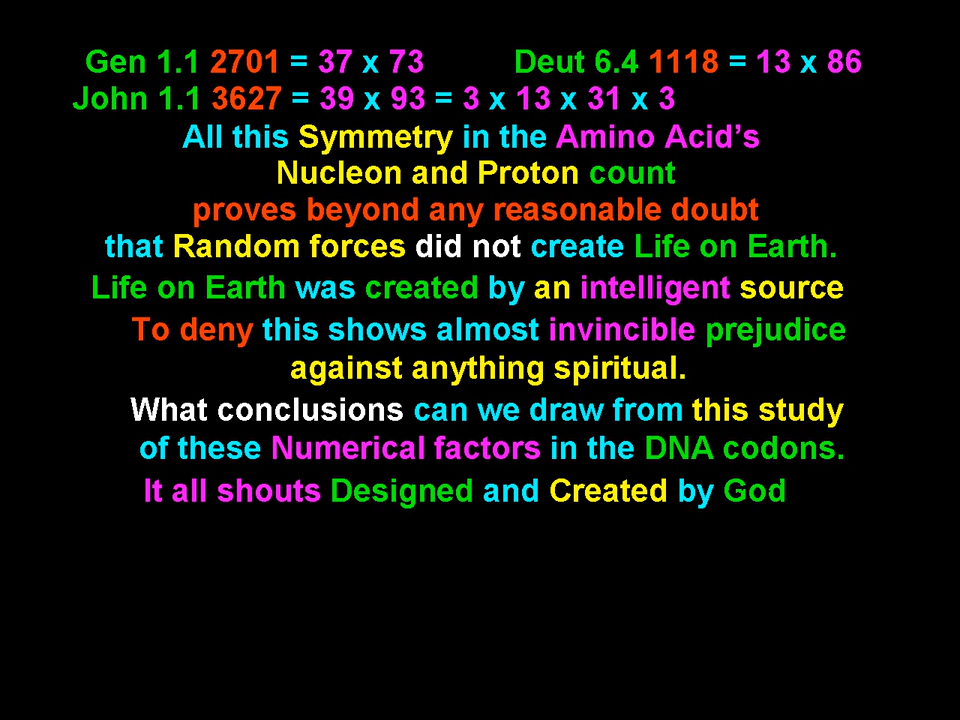 Gen 1.1 2701 = 37 x 73 Deut 6.4 1118 = 13 x 86
John 1.1 3627 = 39 x 93 = 3 x 13 x 31 x 3
All this Symmetry in the Amino Acid’s
Nucleon and Proton count
proves beyond any reasonable doubt
that Random forces did not create Life on Earth.
Life on Earth was created by an intelligent source
To deny this shows almost invincible prejudice
against anything spiritual.
What conclusions can we draw from this study
of these Numerical factors in the DNA codons.
It all shouts Designed and Created by God